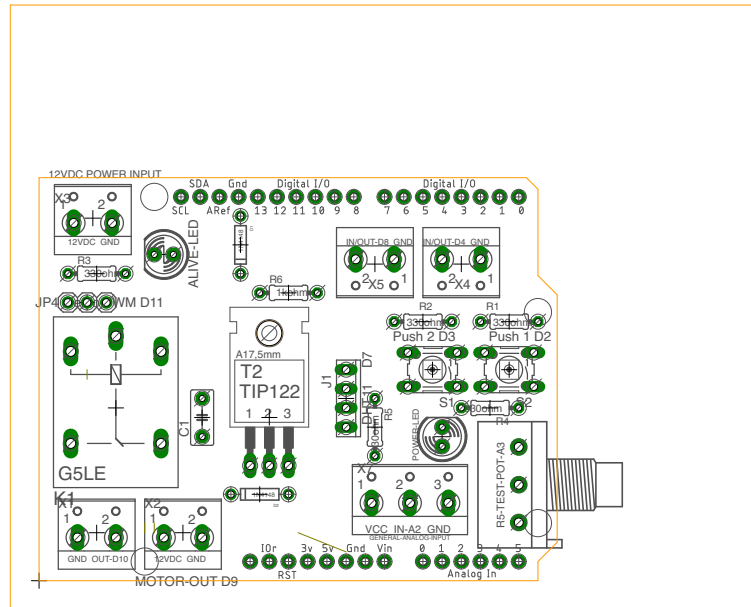 12VDC POWER INPUT
X3
1 2
12VDC GND
SDA Gnd Digital I/O Digital I/O
SCL ARef 13 12 11 10 9 8 7 6 5 4 3 2 1 0
ALIVE-LED
IN/OUT-D8 GND
2 X5 1
IN/OUT-D4 GND
2 X4 1
R3
330ohm
R6
1kohm
JP4 WM D11
R2
330ohm
Push 2 D3
R1
330ohm
Push 1 D2
A17,5mm
T2
TIP122
1 2 3
J1
D7
D11
C1
R5
S1
S2
R4
POWER-LED
G5LE
K1
X7
1 2 3
VCC IN-A2 GND
GENERAL-ANALOG-INPUT
R5-TEST-POT-A3
1 2
GND OUT-D10
X2
1 2
12VDC GND
MOTOR-OUT D9
IOr 3v 5v Gnd Vin
RST
0 1 2 3 4 5
Analog In